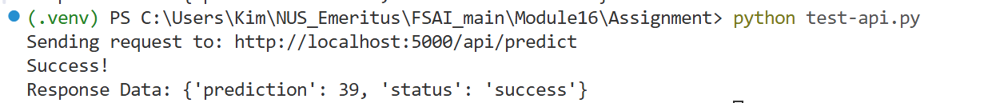 (.venv) PS C:\Users\Kim\NUS_Emeritus\FSAI_main\Module16\Assignment> python test-api.py
Sending request to: http://localhost:5000/api/predict
Success!
Response Data: {'prediction': 39, 'status': 'success'}